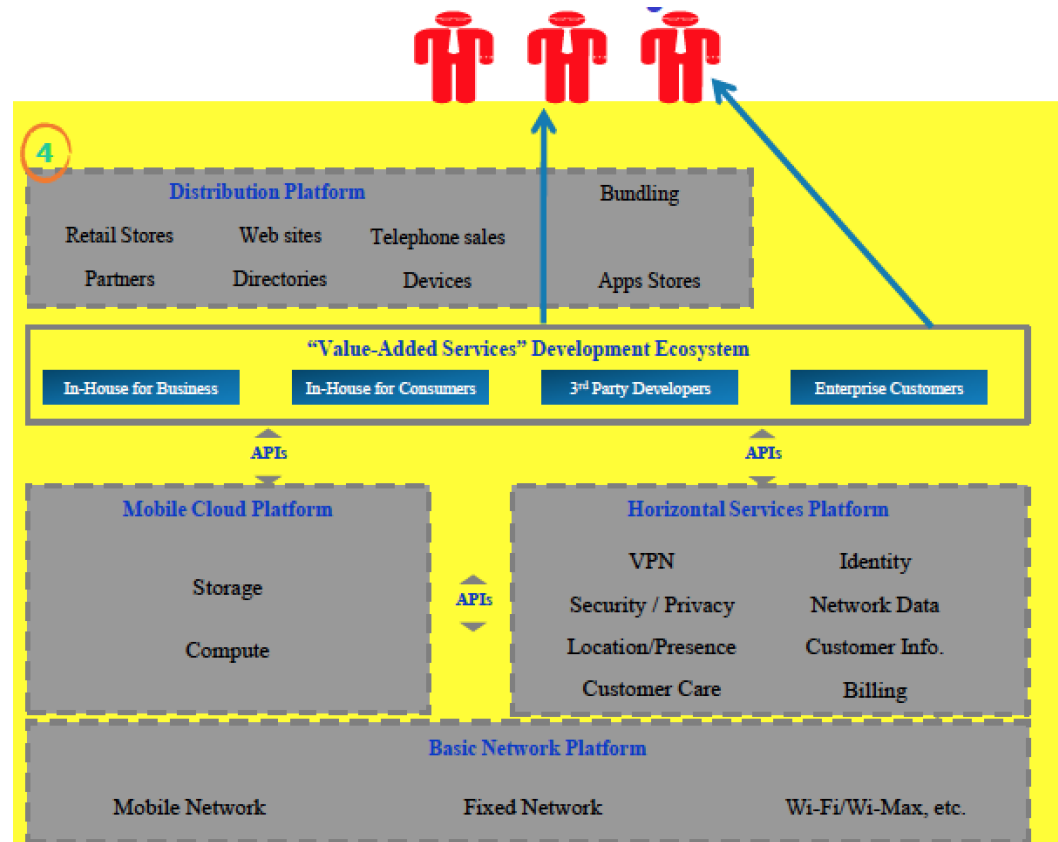 4
Distribution Platform
Bundling
Retail Stores
Web sites
Telephone sales
Partners
Directories
Devices
Apps Stores
“Value-Added Services” Development Ecosystem
In-House for Business
In-House for Consumers
3rd Party Developers
Enterprise Customers
APIs
APIs
Mobile Cloud Platform
Storage
Compute
APIs
Horizontal Services Platform
VPN
Identity
Security / Privacy
Network Data
Location/Presence
Customer Info.
Customer Care
Billing
Basic Network Platform
Mobile Network
Fixed Network
Wi-Fi/Wi-Max, etc.